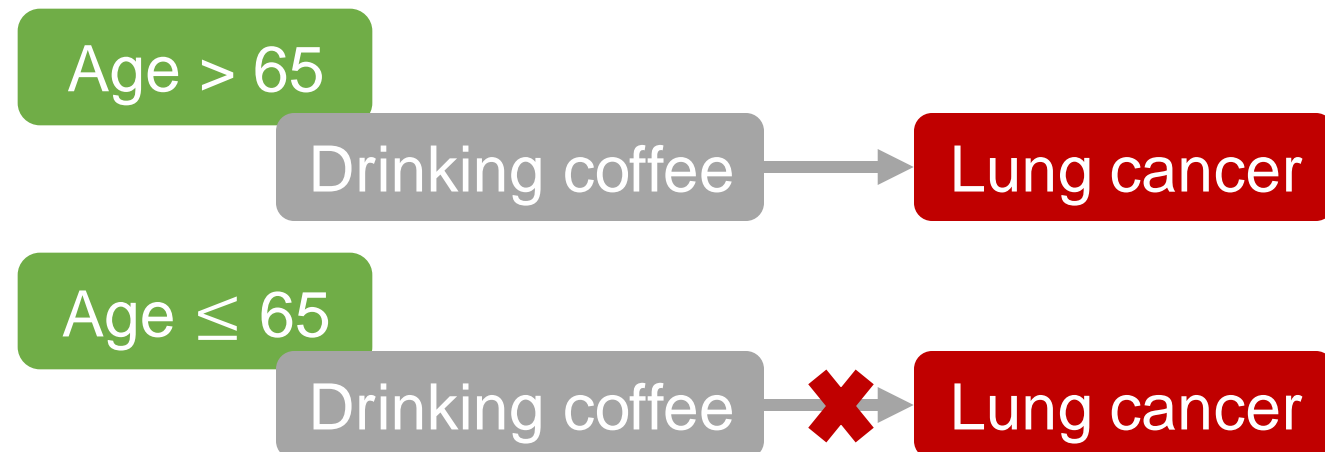 Age > 65
Drinking coffee
Lung cancer
Age ≤ 65
Drinking coffee
Lung cancer